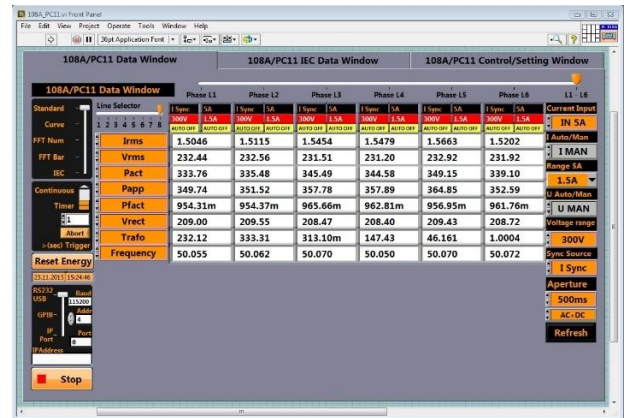 108A_PC11.vi Front Panel
File Edit View Project Operate Tools Window Help
36pt Application Font
108A/PC11 Data Window 108A/PC11 IEC Data Window 108A/PC11 Control/Setting Window
108A/PC11 Data Window
Phase L1 Phase L2 Phase L3 Phase L4 Phase L5 Phase L6 L1 - L6
Standard Line Selector I Sync 5A I Sync 5A I Sync 5A I Sync 5A I Sync 5A I Sync 5A Current Input
Curve 300V 1.5A 300V 1.5A 300V 1.5A 300V 1.5A 300V 1.5A 300V 1.5A IN 5A
1 2 3 4 5 6 7 8 AUTO OFF AUTO OFF AUTO OFF AUTO OFF AUTO OFF AUTO OFF AUTO OFF AUTO OFF AUTO OFF AUTO OFF AUTO OFF AUTO OFF
FFT Num Irms 1.5046 1.5115 1.5454 1.5479 1.5663 1.5202 I Auto/Man
FFT Bar Vrms 232.44 232.56 231.51 231.20 232.92 231.92 I MAN
IEC Pact 333.76 335.48 345.49 344.58 349.15 339.10 Range 5A
Continuous Papp 349.74 351.52 357.78 357.89 364.85 352.59 1.5A
Timer Pfact 954.31m 954.37m 965.66m 962.81m 956.95m 961.76m U Auto/Man
1 Vrect 209.00 209.55 208.47 208.40 209.43 208.72 U MAN
Abort Trafo 232.12 333.31 313.10m 147.43 46.161 1.0004 Voltage range
>(sec) Trigger Frequency 50.055 50.062 50.070 50.050 50.070 50.072 300V
Reset Energy Sync Source
23.11.2015 15:24:46 I Sync
RS232 Baud Aperture
USB 115200 500ms
GPIB Addr AC+DC
4
IP Port Refresh
Port 0
IPAddress
Stop